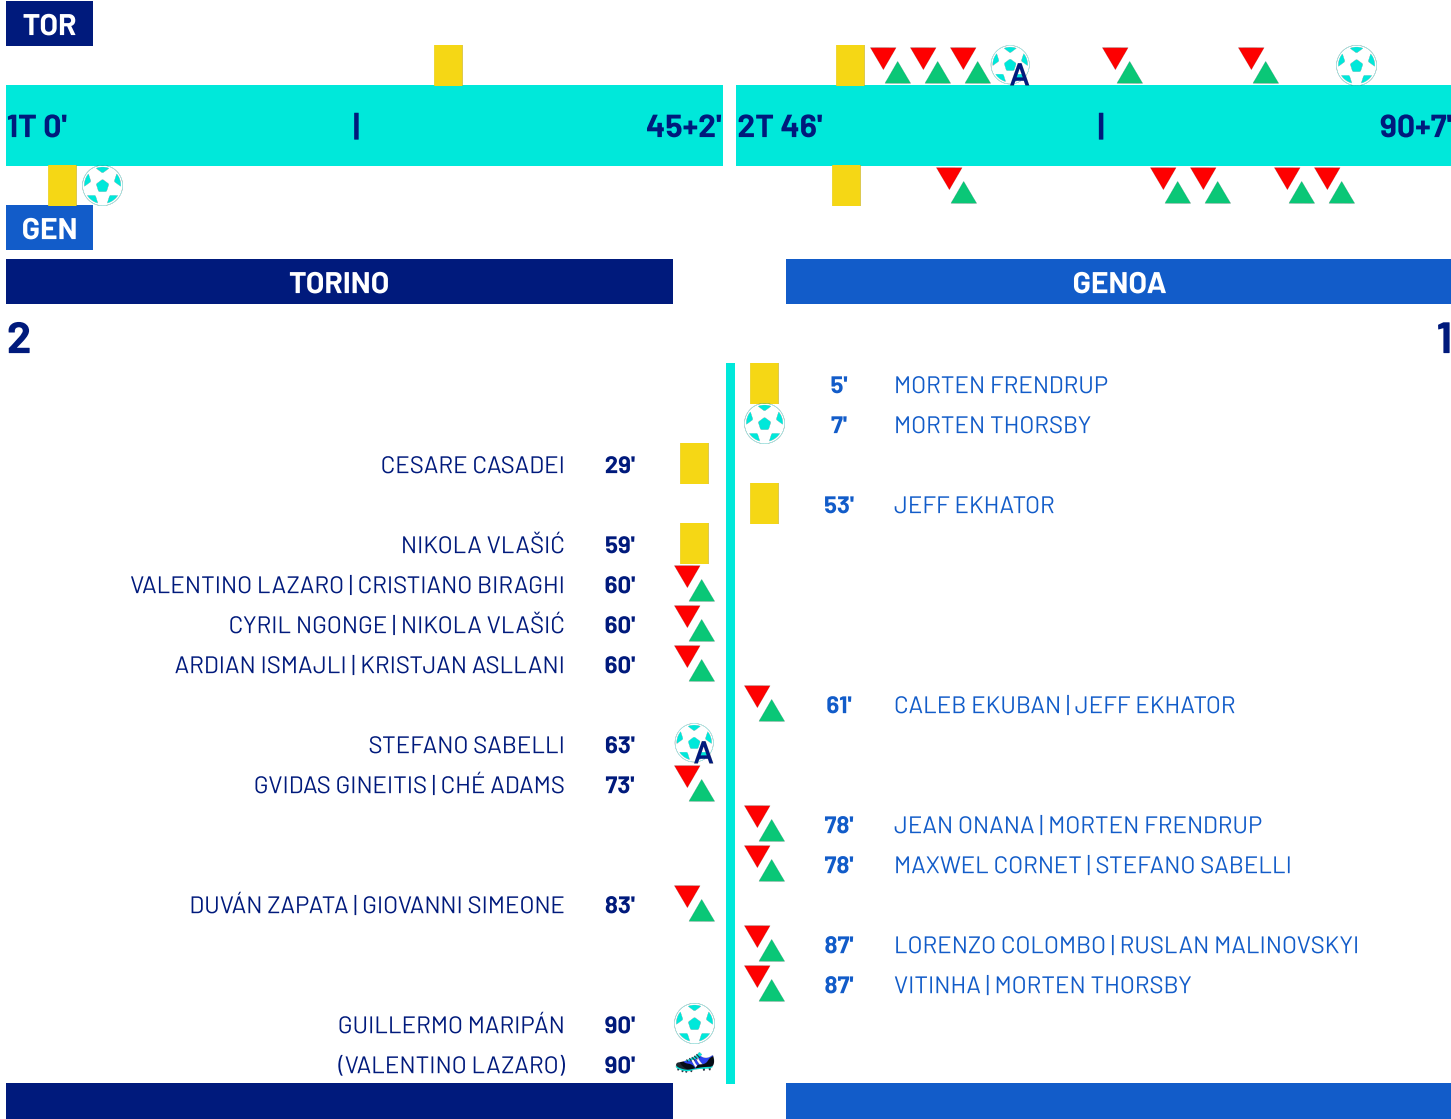 TOR
1T 0' | 45+2' 2T 46' | 90+7'
GEN
TORINO GENOA
2 1
5' MORTEN FRENDRUP
7' MORTEN THORSBY
CESARE CASADEI 29'
53' JEFF EKHATOR
NIKOLA VLAŠIĆ 59'
VALENTINO LAZARO | CRISTIANO BIRAGHI 60'
CYRIL NGONGE | NIKOLA VLAŠIĆ 60'
ARDIAN ISMAJLI | KRISTJAN ASLLANI 60'
61' CALEB EKUBAN | JEFF EKHATOR
STEFANO SABELLI 63' A
GVIDAS GINEITIS | CHÉ ADAMS 73'
78' JEAN ONANA | MORTEN FRENDRUP
78' MAXWEL CORNET | STEFANO SABELLI
DUVÁN ZAPATA | GIOVANNI SIMEONE 83'
87' LORENZO COLOMBO | RUSLAN MALINOVSKYI
87' VITINHA | MORTEN THORSBY
GUILLERMO MARIPÁN 90'
(VALENTINO LAZARO) 90'